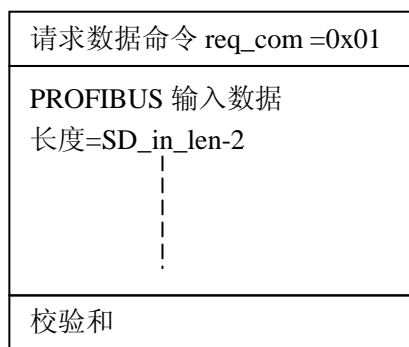 请求数据命令 req_com =0x01
PROFIBUS 输入数据
长度=SD_in_len-2
校验和